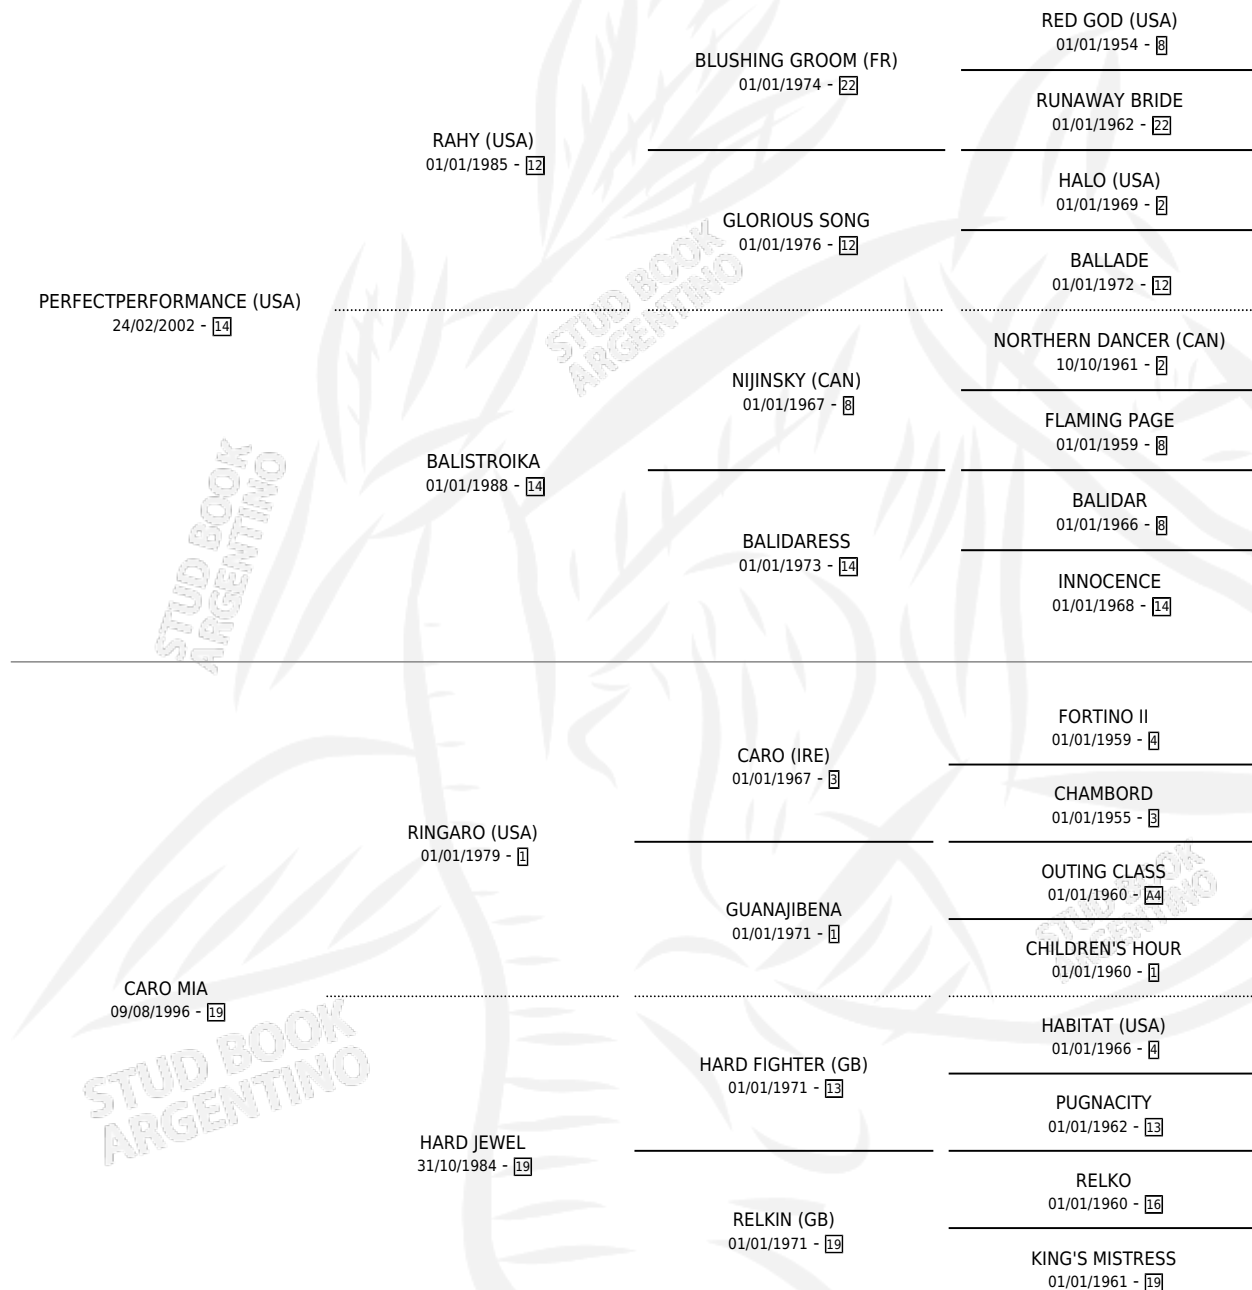 RED GOD (USA)
01/01/1954 - 8
BLUSHING GROOM (FR)
01/01/1974 - 22
RUNAWAY BRIDE
01/01/1962 - 22
RAHY (USA)
01/01/1985 - 12
HALO (USA)
01/01/1969 - 2
GLORIOUS SONG
01/01/1976 - 12
BALLADE
01/01/1972 - 12
STUD BOOK
ARGENTINO
PERFECTPERFORMANCE (USA)
24/02/2002 - 14
NORTHERN DANCER (CAN)
10/10/1961 - 2
NIJINSKY (CAN)
01/01/1967 - 8
FLAMING PAGE
01/01/1959 - 8
BALISTROIKA
01/01/1988 - 14
BALIDAR
01/01/1966 - 8
BALIDARESS
01/01/1973 - 14
INNOCENCE
01/01/1968 - 14
STUD BOOK
ARGENTINO
FORTINO II
01/01/1959 - 4
CARO (IRE)
01/01/1967 - 3
CHAMBORD
01/01/1955 - 3
RINGARO (USA)
01/01/1979 - 1
OUTING CLASS
01/01/1960 - A4
GUANAJIBENA
01/01/1971 - 1
CHILDREN'S HOUR
01/01/1960 - 1
STUD BOOK
ARGENTINO
CARO MIA
09/08/1996 - 19
HABITAT (USA)
01/01/1966 - 4
HARD FIGHTER (GB)
01/01/1971 - 13
PUGNACITY
01/01/1962 - 13
STUD BOOK
ARGENTINO
HARD JEWEL
31/10/1984 - 19
RELKO
01/01/1960 - 16
RELKIN (GB)
01/01/1971 - 19
KING'S MISTRESS
01/01/1961 - 19